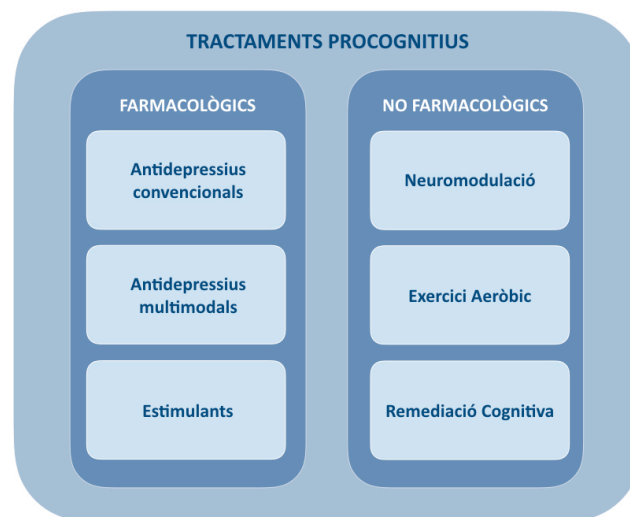 TRACTAMENTS PROCOGNITIUS
FARMACOLÒGICS
Antidepressius
convencionals
Antidepressius
multimodals
Estimulants
NO FARMACOLÒGICS
Neuromodulació
Exercici Aeròbic
Remediació Cognitiva